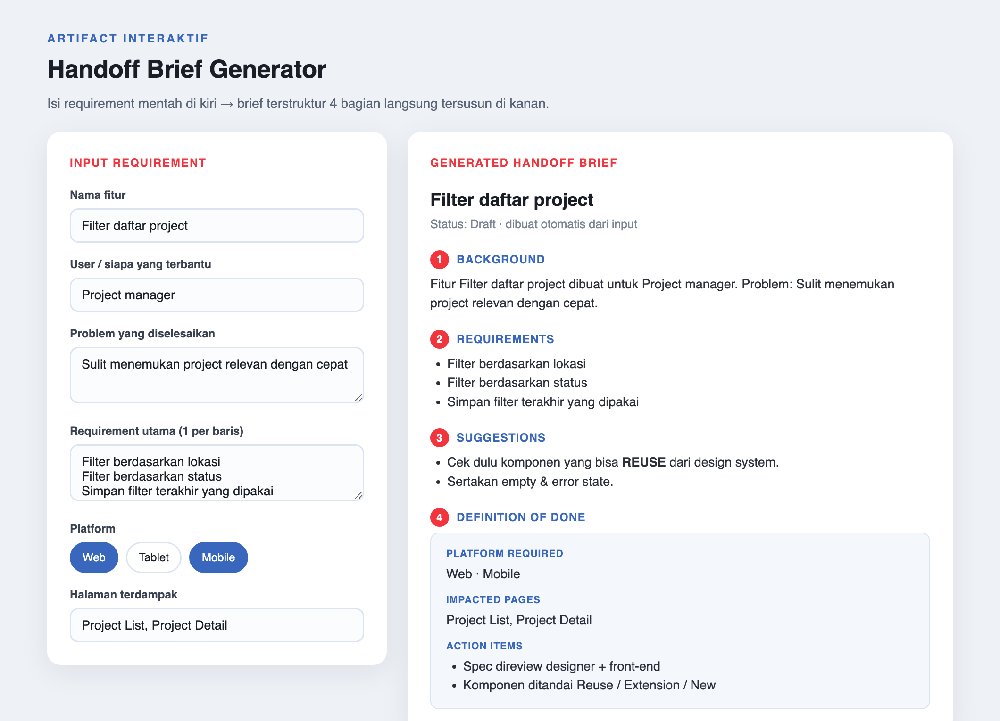 ARTIFACT INTERAKTIF
Handoff Brief Generator
Isi requirement mentah di kiri → brief terstruktur 4 bagian langsung tersusun di kanan.
INPUT REQUIREMENT
Nama fitur
Filter daftar project
User / siapa yang terbantu
Project manager
Problem yang diselesaikan
Sulit menemukan project relevan dengan cepat
Requirement utama (1 per baris)
Filter berdasarkan lokasi
Filter berdasarkan status
Simpan filter terakhir yang dipakai
Platform
Web Tablet Mobile
Halaman terdampak
Project List, Project Detail
GENERATED HANDOFF BRIEF
Filter daftar project
Status: Draft · dibuat otomatis dari input
1 BACKGROUND
Fitur Filter daftar project dibuat untuk Project manager. Problem: Sulit menemukan
project relevan dengan cepat.
2 REQUIREMENTS
• Filter berdasarkan lokasi
• Filter berdasarkan status
• Simpan filter terakhir yang dipakai
3 SUGGESTIONS
• Cek dulu komponen yang bisa REUSE dari design system.
• Sertakan empty & error state.
4 DEFINITION OF DONE
PLATFORM REQUIRED
Web · Mobile
IMPACTED PAGES
Project List, Project Detail
ACTION ITEMS
• Spec direview designer + front-end
• Komponen ditandai Reuse / Extension / New